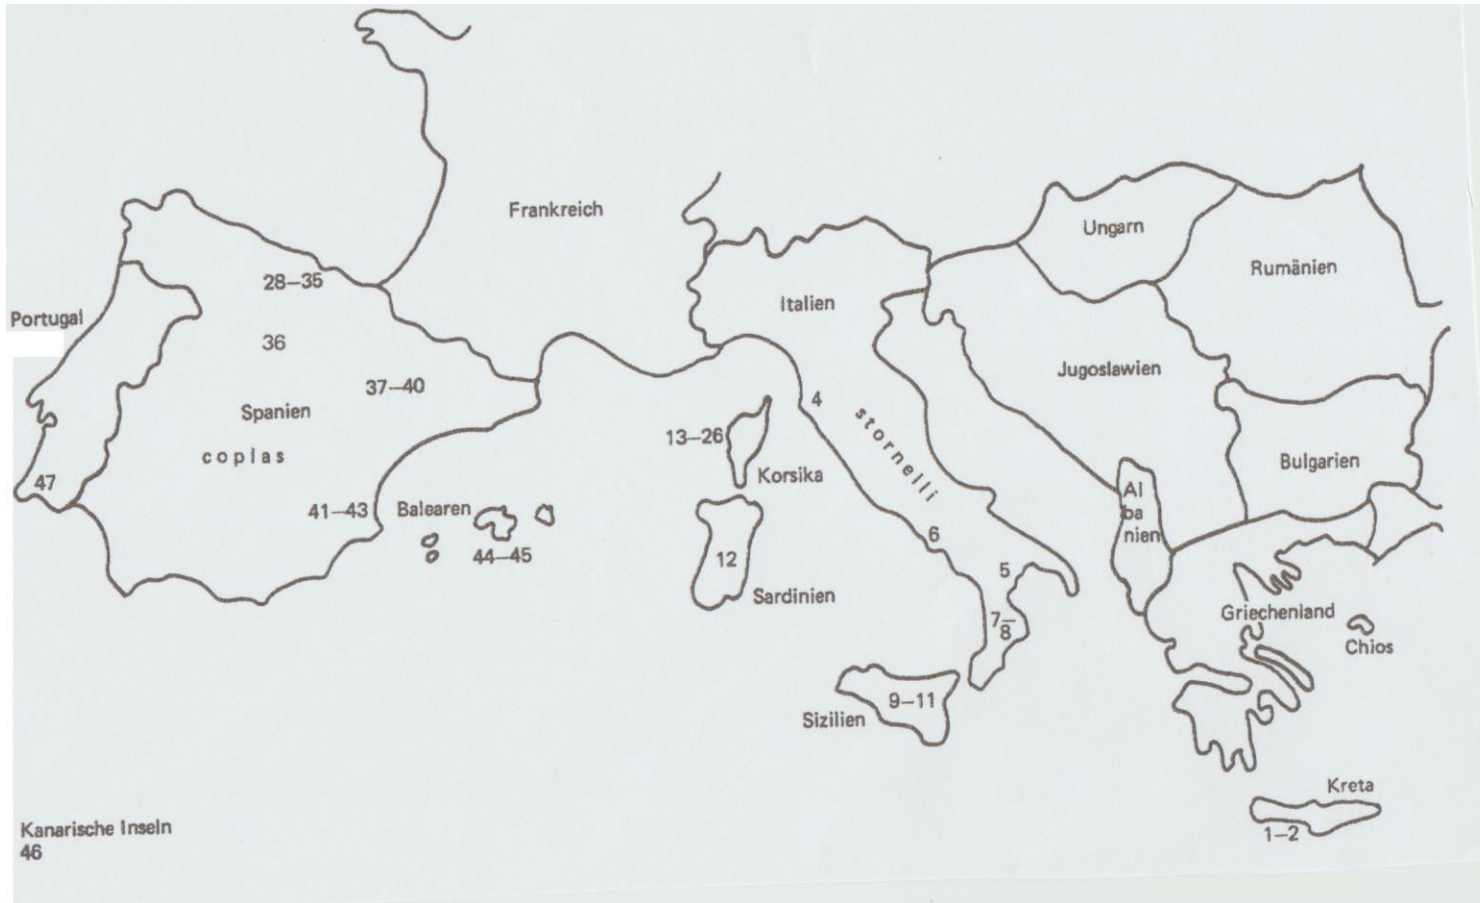 Frankreich
Ungarn
Rumänien
28–35
Italien
Portugal
36
Jugoslawien
37–40
4
Spanien
stornelli
13–26
coplas
Bulgarien
Korsika
47
Al
ba
nien
41–43
Balearen
6
44–45
12
5
Sardinien
Griechenland
7–
8
Chios
9–11
Sizilien
Kreta
1–2
Kanarische Inseln
46